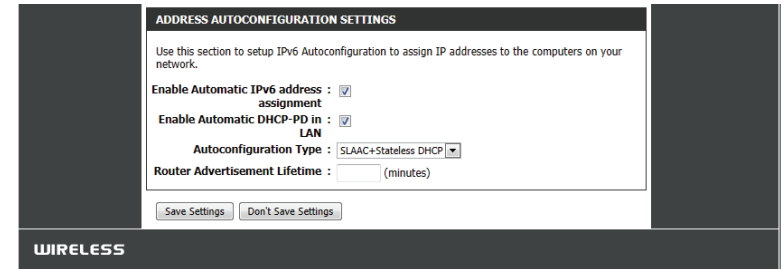 ADDRESS AUTOCONFIGURATION SETTINGS
Use this section to setup IPv6 Autoconfiguration to assign IP addresses to the computers on your
network.
Enable Automatic IPv6 address :
assignment
Enable Automatic DHCP-PD in :
LAN
Autoconfiguration Type : SLAAC+Stateless DHCP
Router Advertisement Lifetime : (minutes)
Save Settings Don't Save Settings
WIRELESS